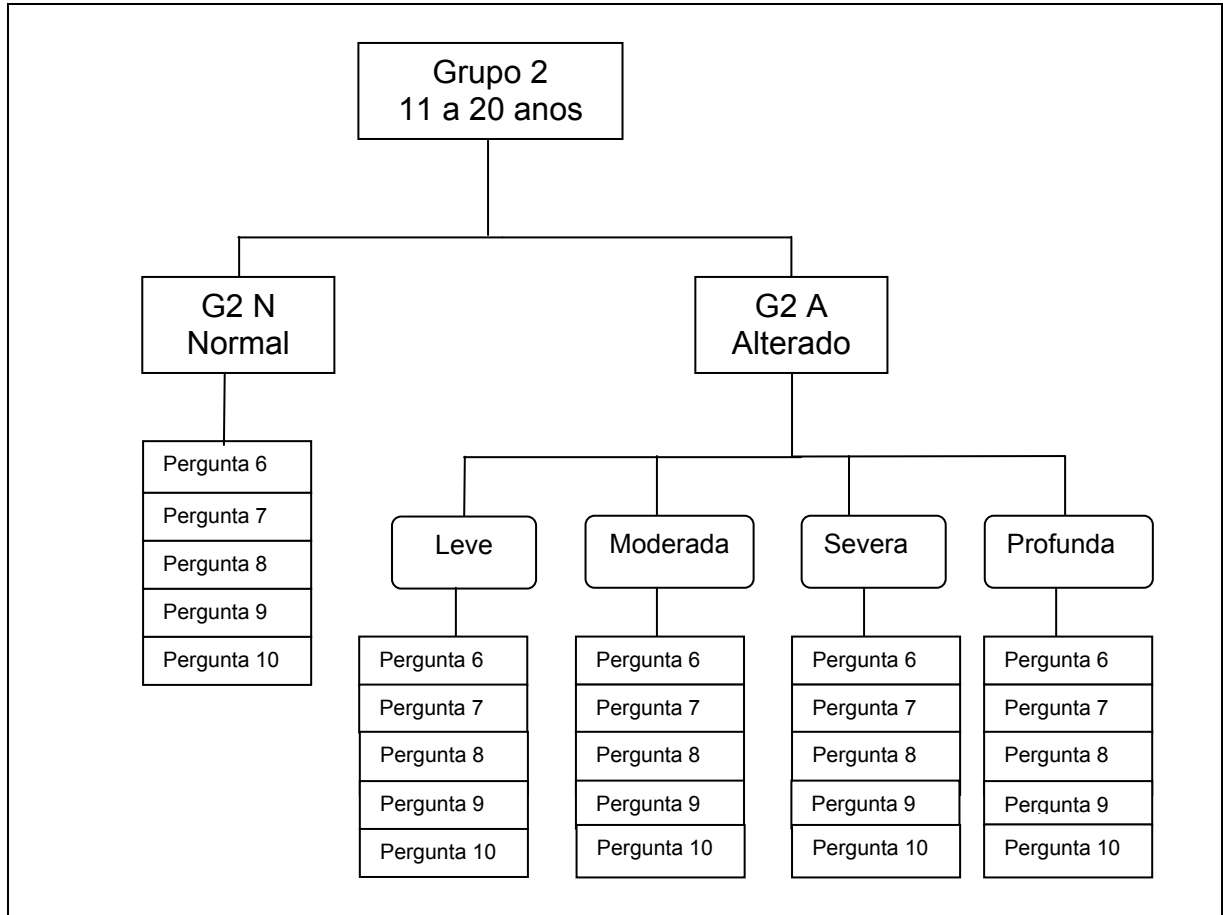 Grupo 2
11 a 20 anos
G2 N
Normal
G2 A
Alterado
Pergunta 6
Pergunta 7
Pergunta 8
Pergunta 9
Pergunta 10
Leve
Moderada
Severa
Profunda
Pergunta 6
Pergunta 7
Pergunta 8
Pergunta 9
Pergunta 10
Pergunta 6
Pergunta 7
Pergunta 8
Pergunta 9
Pergunta 10
Pergunta 6
Pergunta 7
Pergunta 8
Pergunta 9
Pergunta 10
Pergunta 6
Pergunta 7
Pergunta 8
Pergunta 9
Pergunta 10